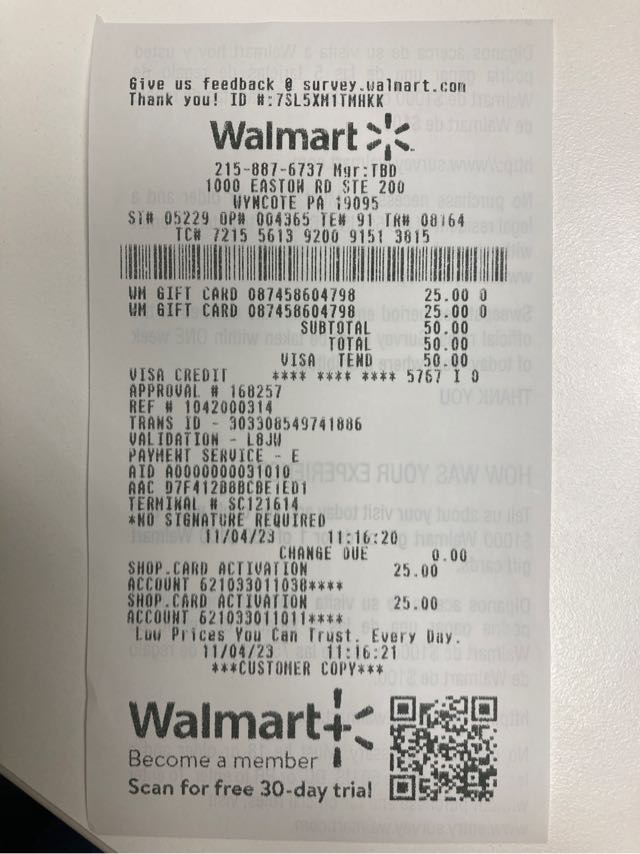 Give us feedback @ survey.walmart.com
Thank you! ID #:7SL5XM1TMHKK
Walmart
215-887-6737 Mgr:TBD
1000 EASTON RD STE 200
WYNCOTE PA 19095
ST# 05229 OP# 004365 TE# 91 TR# 08164
TC# 7215 5613 9200 9151 3815
WM GIFT CARD 087458604798 25.00 O
WM GIFT CARD 087458604798 25.00 O
SUBTOTAL 50.00
TOTAL 50.00
VISA TEND 50.00
VISA CREDIT **** **** **** 5767 I 0
APPROVAL # 168257
REF # 1042000314
TRANS ID - 303308549741886
VALIDATION - L8JW
PAYMENT SERVICE - E
AID A0000000031010
AAC D7F412B8BCBE1ED1
TERMINAL # SC121614
*NO SIGNATURE REQUIRED
11/04/23 11:16:20
CHANGE DUE 0.00
SHOP.CARD ACTIVATION 25.00
ACCOUNT 621033011038****
SHOP.CARD ACTIVATION 25.00
ACCOUNT 621033011011****
Low Prices You Can Trust. Every Day.
11/04/23 11:16:21
***CUSTOMER COPY***
Walmart+
Become a member
Scan for free 30-day trial